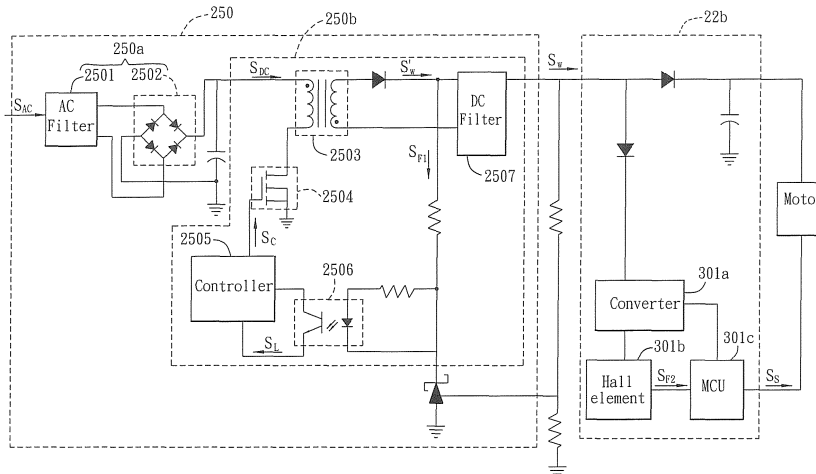 250
250b
22b
250a
2501
2502
S_AC
AC
Filter
S_DC
S'_w
S_w
DC
Filter
2503
2507
S_F1
2504
2505
S_C
Controller
2506
S_L
Moto
301a
Converter
301b
301c
Hall
element
S_F2
MCU
S_S